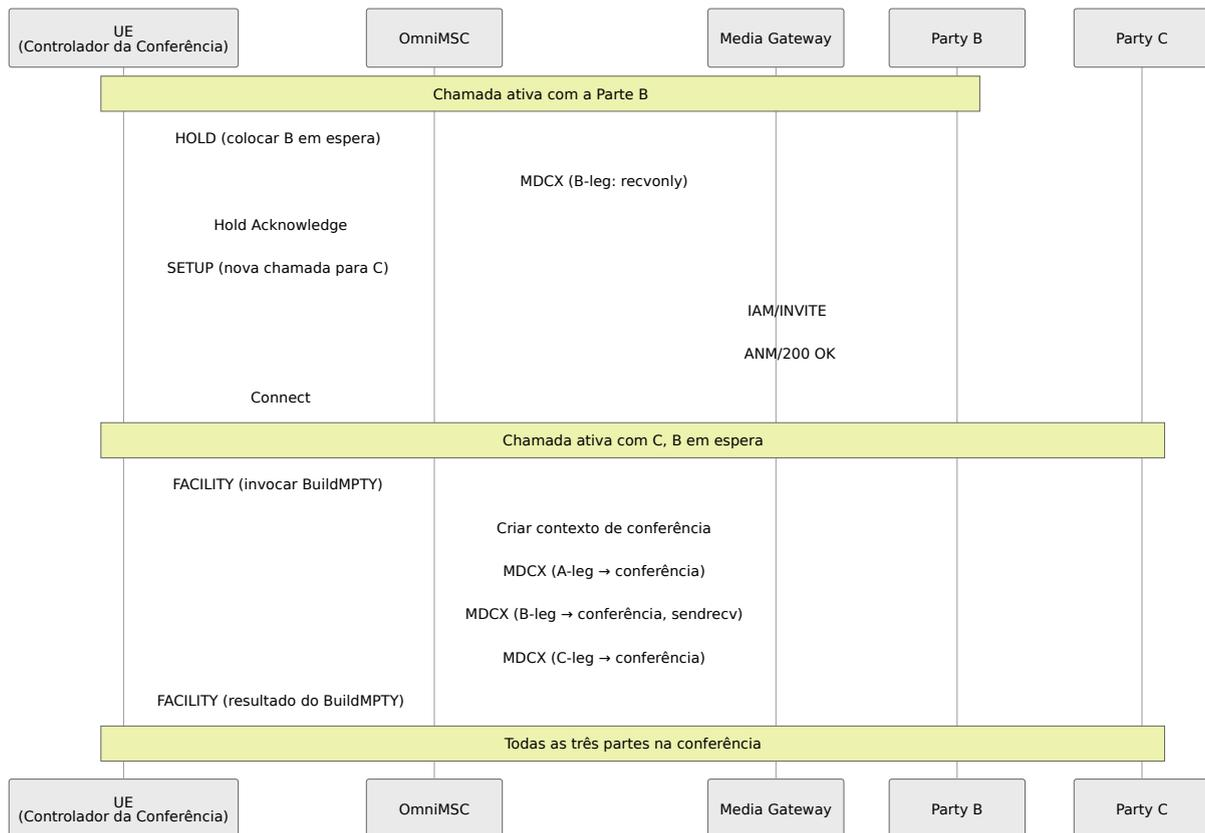 UE
(Controlador da Conferência)
OmniMSC
Media Gateway
Party B
Party C
Chamada ativa com a Parte B
HOLD (colocar B em espera)
MDCX (B-leg: recvonly)
Hold Acknowledge
SETUP (nova chamada para C)
IAM/INVITE
ANM/200 OK
Connect
Chamada ativa com C, B em espera
FACILITY (invocar BuildMPTY)
Criar contexto de conferência
MDCX (A-leg → conferência)
MDCX (B-leg → conferência, sendrecv)
MDCX (C-leg → conferência)
FACILITY (resultado do BuildMPTY)
Todas as três partes na conferência
UE
(Controlador da Conferência)
OmniMSC
Media Gateway
Party B
Party C